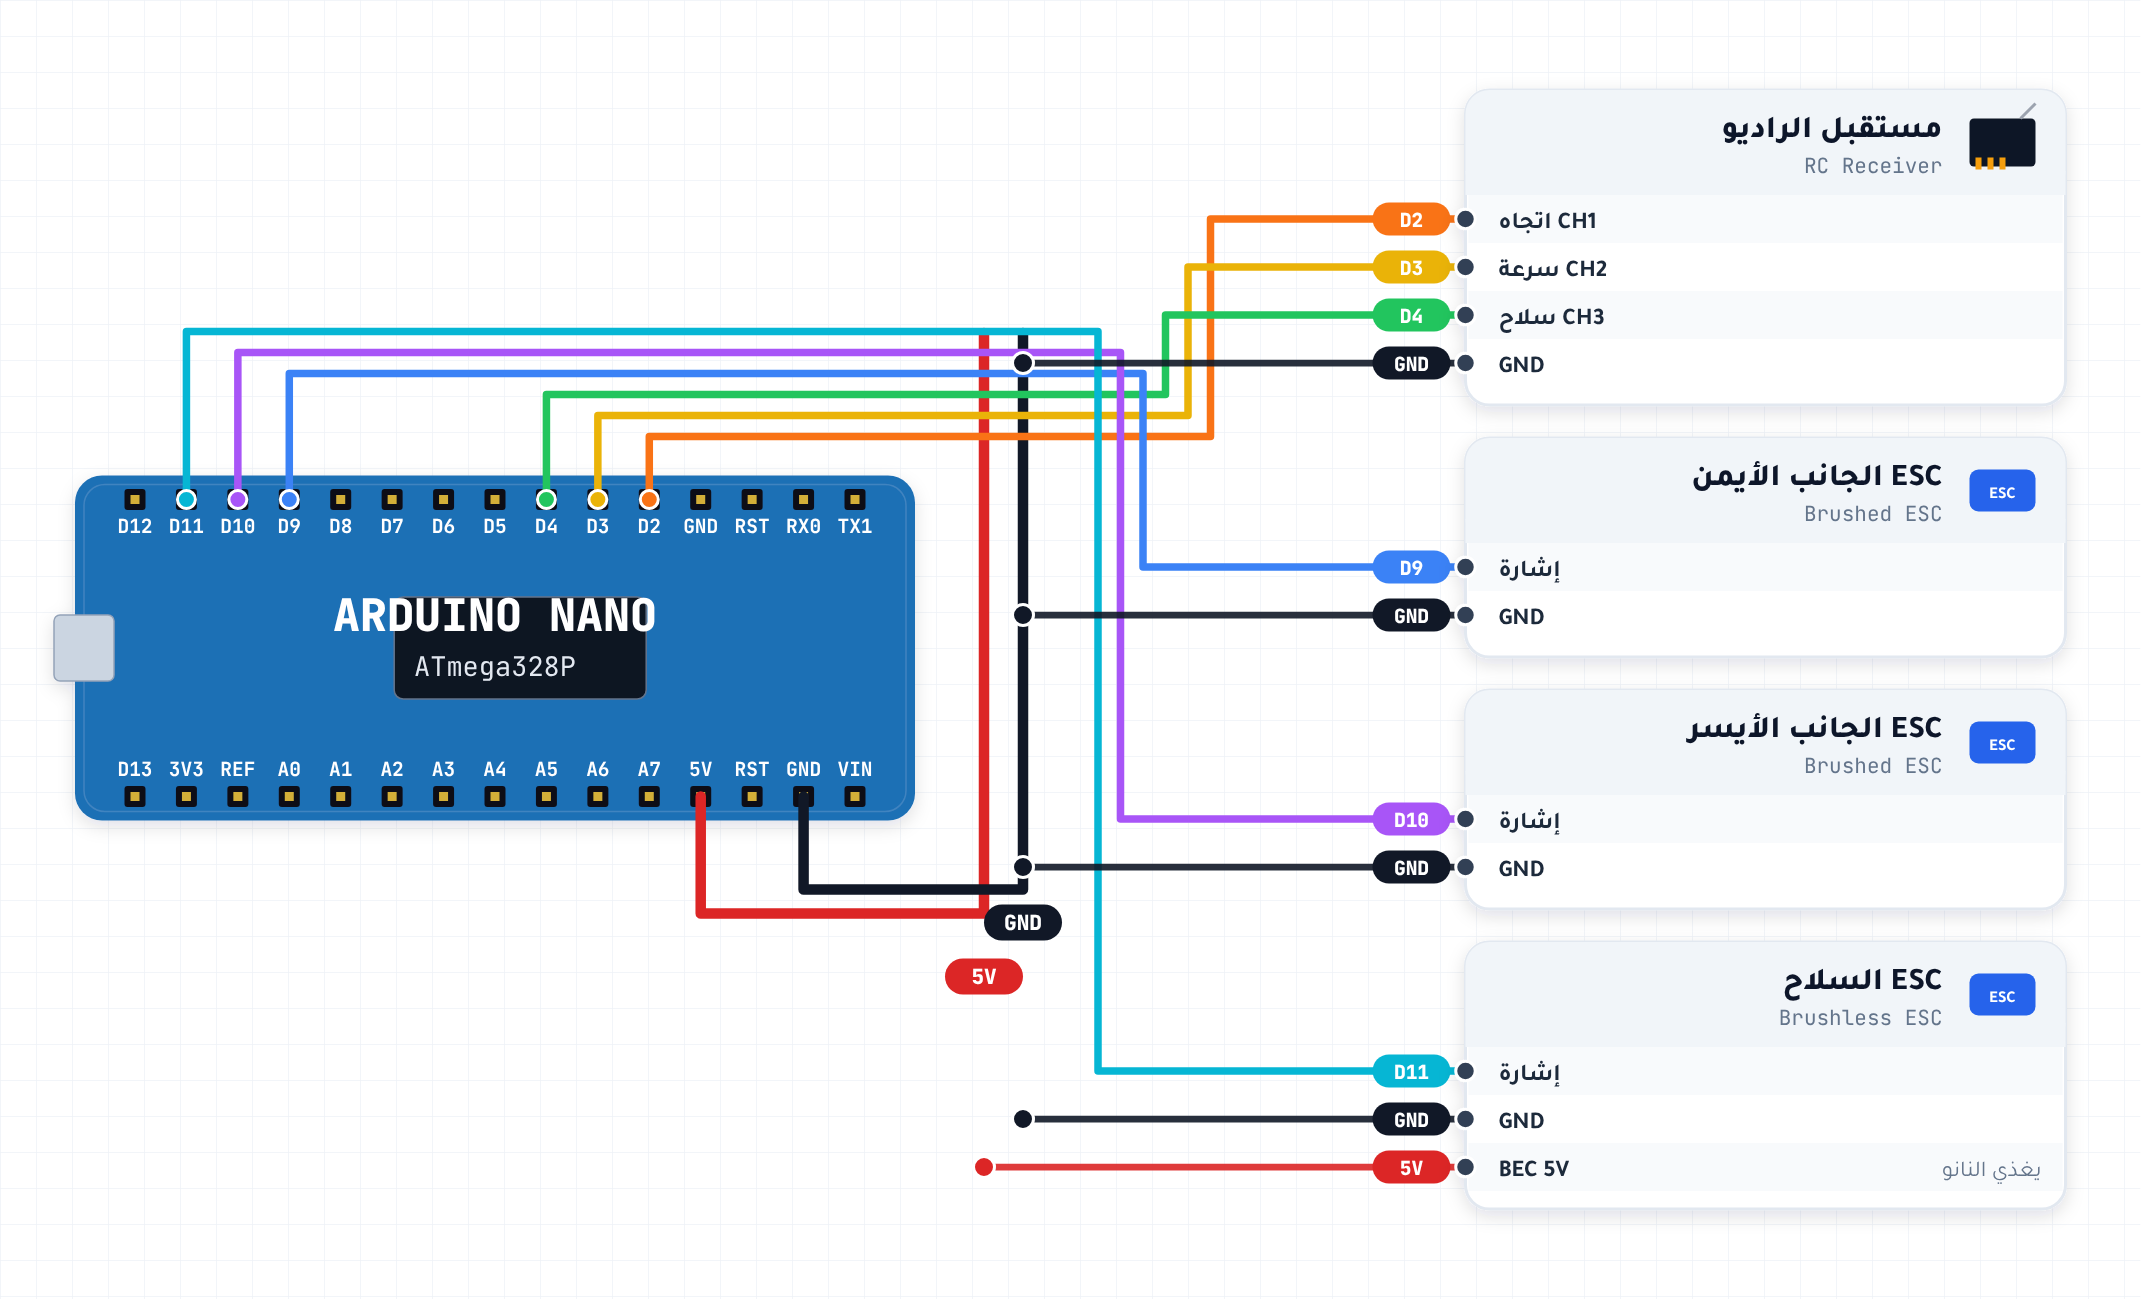 D12 D11 D10 D9 D8 D7 D6 D5 D4 D3 D2 GND RST RX0 TX1
ARDUINO NANO
ATmega328P
D13 3V3 REF A0 A1 A2 A3 A4 A5 A6 A7 5V RST GND VIN
GND
5V
مستقبل الراديو
RC Receiver
D2 اتجاه CH1
D3 سرعة CH2
D4 سلاح CH3
GND GND
ESC الجانب الأيمن
ESC
Brushed ESC
D9 إشارة
GND GND
ESC الجانب الأيسر
ESC
Brushed ESC
D10 إشارة
GND GND
ESC السلاح
ESC
Brushless ESC
D11 إشارة
GND GND
5V BEC 5V يغذي النانو